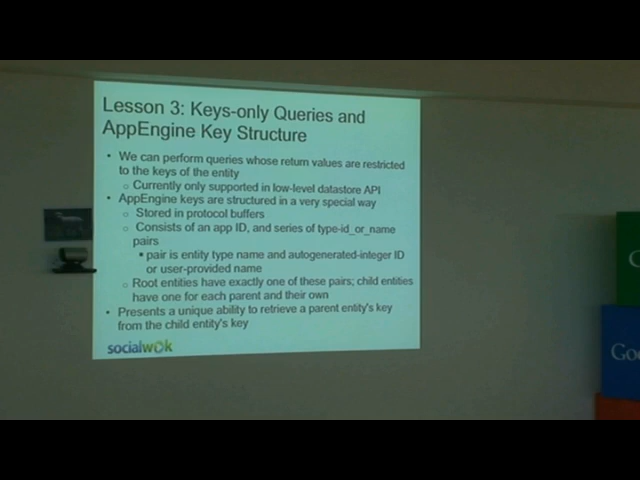 Lesson 3: Keys-only Queries and
AppEngine Key Structure
• We can perform queries whose return values are restricted
to the keys of the entity
○ Currently only supported in low-level datastore API
• AppEngine keys are structured in a very special way
○ Stored in protocol buffers
○ Consists of an app ID, and series of type-id_or_name
pairs
▪ pair is entity type name and autogenerated-integer ID
or user-provided name
○ Root entities have exactly one of these pairs; child entities
have one for each parent and their own
• Presents a unique ability to retrieve a parent entity's key
from the child entity's key
socialwok
G
Goo